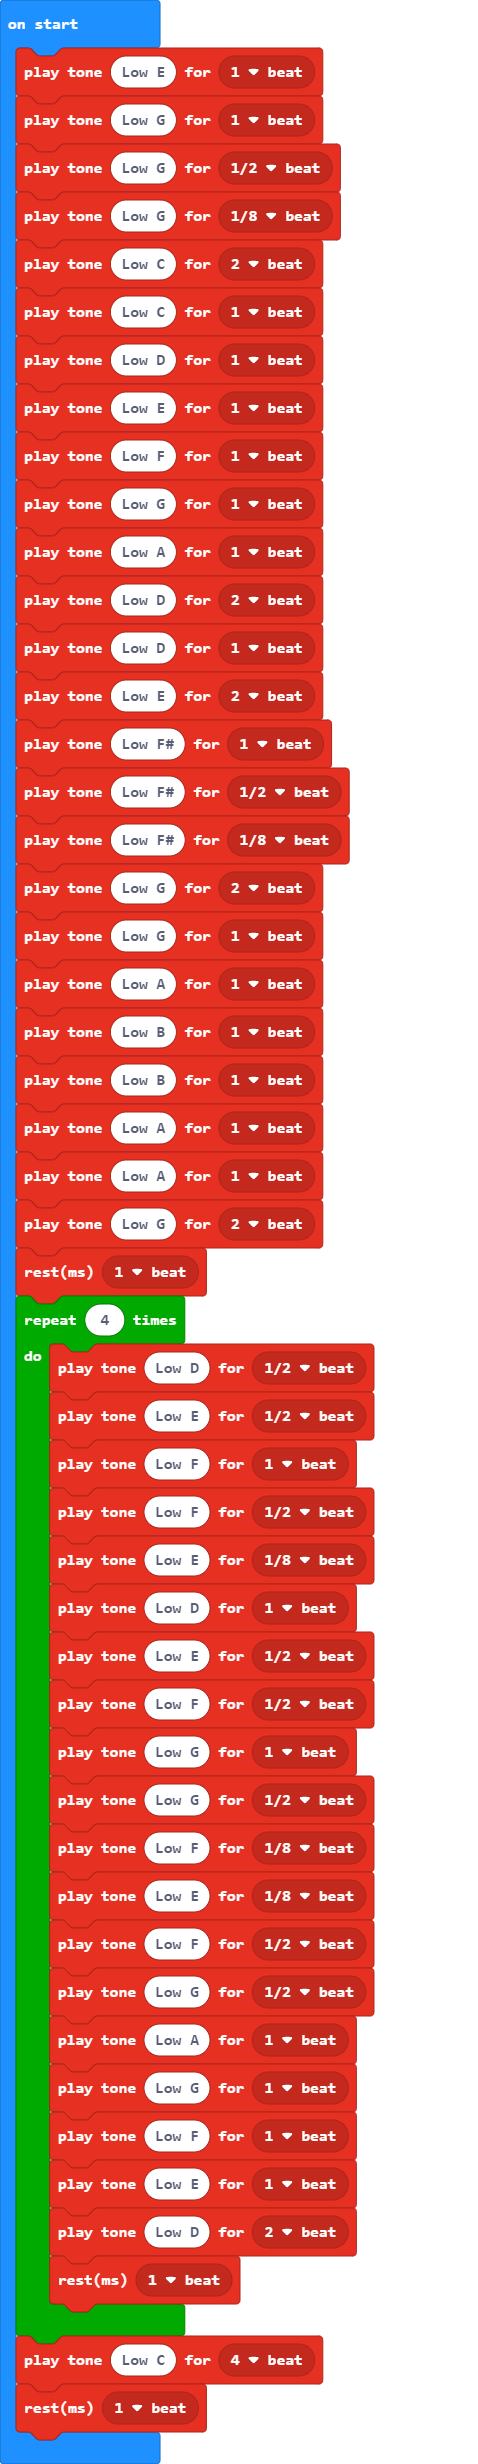 on start
play tone Low E for 1 beat
play tone Low G for 1 beat
play tone Low G for 1/2 beat
play tone Low G for 1/8 beat
play tone Low C for 2 beat
play tone Low C for 1 beat
play tone Low D for 1 beat
play tone Low E for 1 beat
play tone Low F for 1 beat
play tone Low G for 1 beat
play tone Low A for 1 beat
play tone Low D for 2 beat
play tone Low D for 1 beat
play tone Low E for 2 beat
play tone Low F# for 1 beat
play tone Low F# for 1/2 beat
play tone Low F# for 1/8 beat
play tone Low G for 2 beat
play tone Low G for 1 beat
play tone Low A for 1 beat
play tone Low B for 1 beat
play tone Low B for 1 beat
play tone Low A for 1 beat
play tone Low A for 1 beat
play tone Low G for 2 beat
rest(ms) 1 beat
repeat 4 times
do
play tone Low D for 1/2 beat
play tone Low E for 1/2 beat
play tone Low F for 1 beat
play tone Low F for 1/2 beat
play tone Low E for 1/8 beat
play tone Low D for 1 beat
play tone Low E for 1/2 beat
play tone Low F for 1/2 beat
play tone Low G for 1 beat
play tone Low G for 1/2 beat
play tone Low F for 1/8 beat
play tone Low E for 1/8 beat
play tone Low F for 1/2 beat
play tone Low G for 1/2 beat
play tone Low A for 1 beat
play tone Low G for 1 beat
play tone Low F for 1 beat
play tone Low E for 1 beat
play tone Low D for 2 beat
rest(ms) 1 beat
play tone Low C for 4 beat
rest(ms) 1 beat